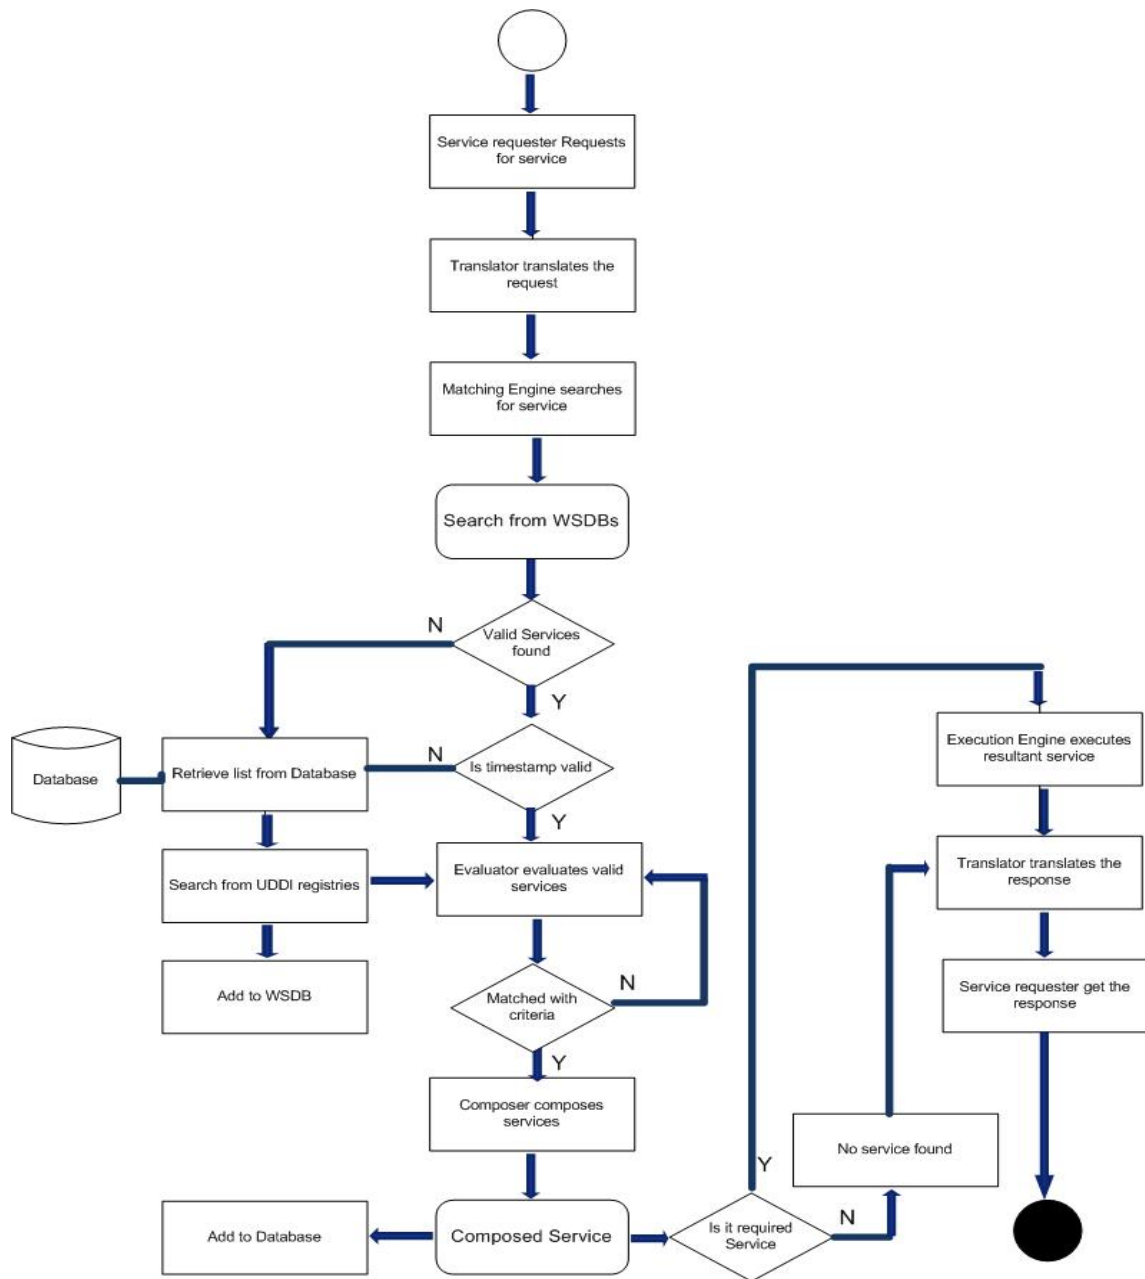 Service requester Requests
for service
Translator translates the
request
Matching Engine searches
for service
Search from WSDBs
N
Valid Services
found
Y
Database
Retrieve list from Database
N
Is timestamp valid
Y
Search from UDDI registries
Evaluator evaluates valid
services
Add to WSDB
Matched with
criteria
N
Y
Composer composes
services
Add to Database
Composed Service
Is it required
Service
Y
N
No service found
Execution Engine executes
resultant service
Translator translates the
response
Service requester get the
response